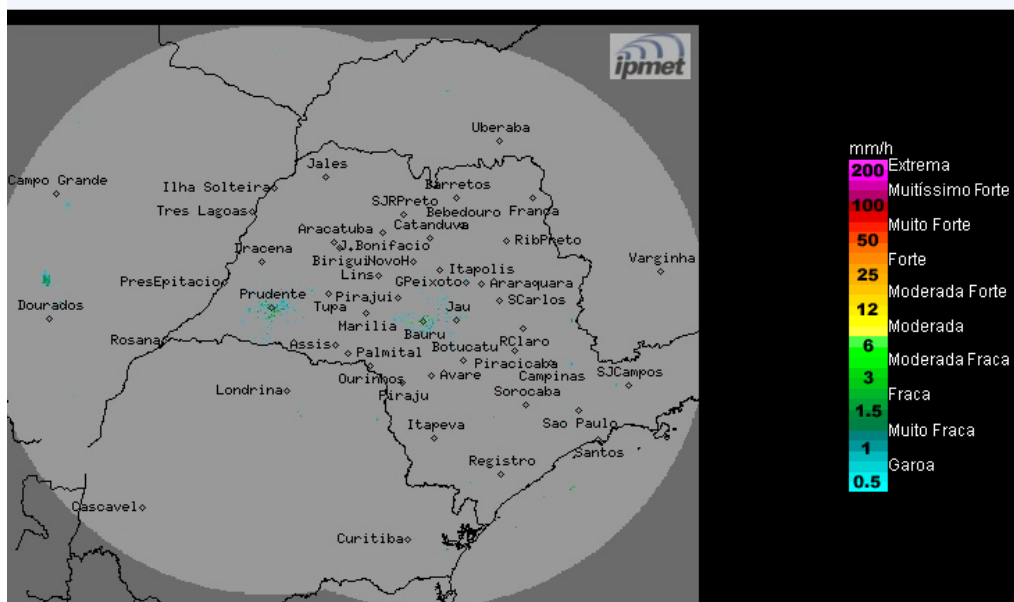 ipmet
Uberaba
Jales
Campo Grande
Ilha Solteira
Barretos
SJRPreto
Tres Lagoas
Bebedouro
Franca
Aracatuba
Catanduva
J.Bonifacio
RibPreto
Dracena
BiriguiNovoH
Varginha
Lins
Itapolis
PresEpitacio
GPeixoto
Araraquara
Prudente
Pirajui
SCarlos
Dourados
Tupa
Jau
Marilia
Bauru
Rosana
Assis
Botucatu
RClaro
Palmital
Piracicaba
Ourinhos
Avare
Campinas
SJCampos
Londrina
Piraju
Sorocaba
Itapeva
Sao Paulo
Santos
Registro
Cascavel
Curitiba
mm/h
200 Extrema
Muitíssimo Forte
100
Muito Forte
50
Forte
25
Moderada Forte
12
Moderada
6
Moderada Fraca
3
Fraca
1.5
Muito Fraca
1
Garoa
0.5